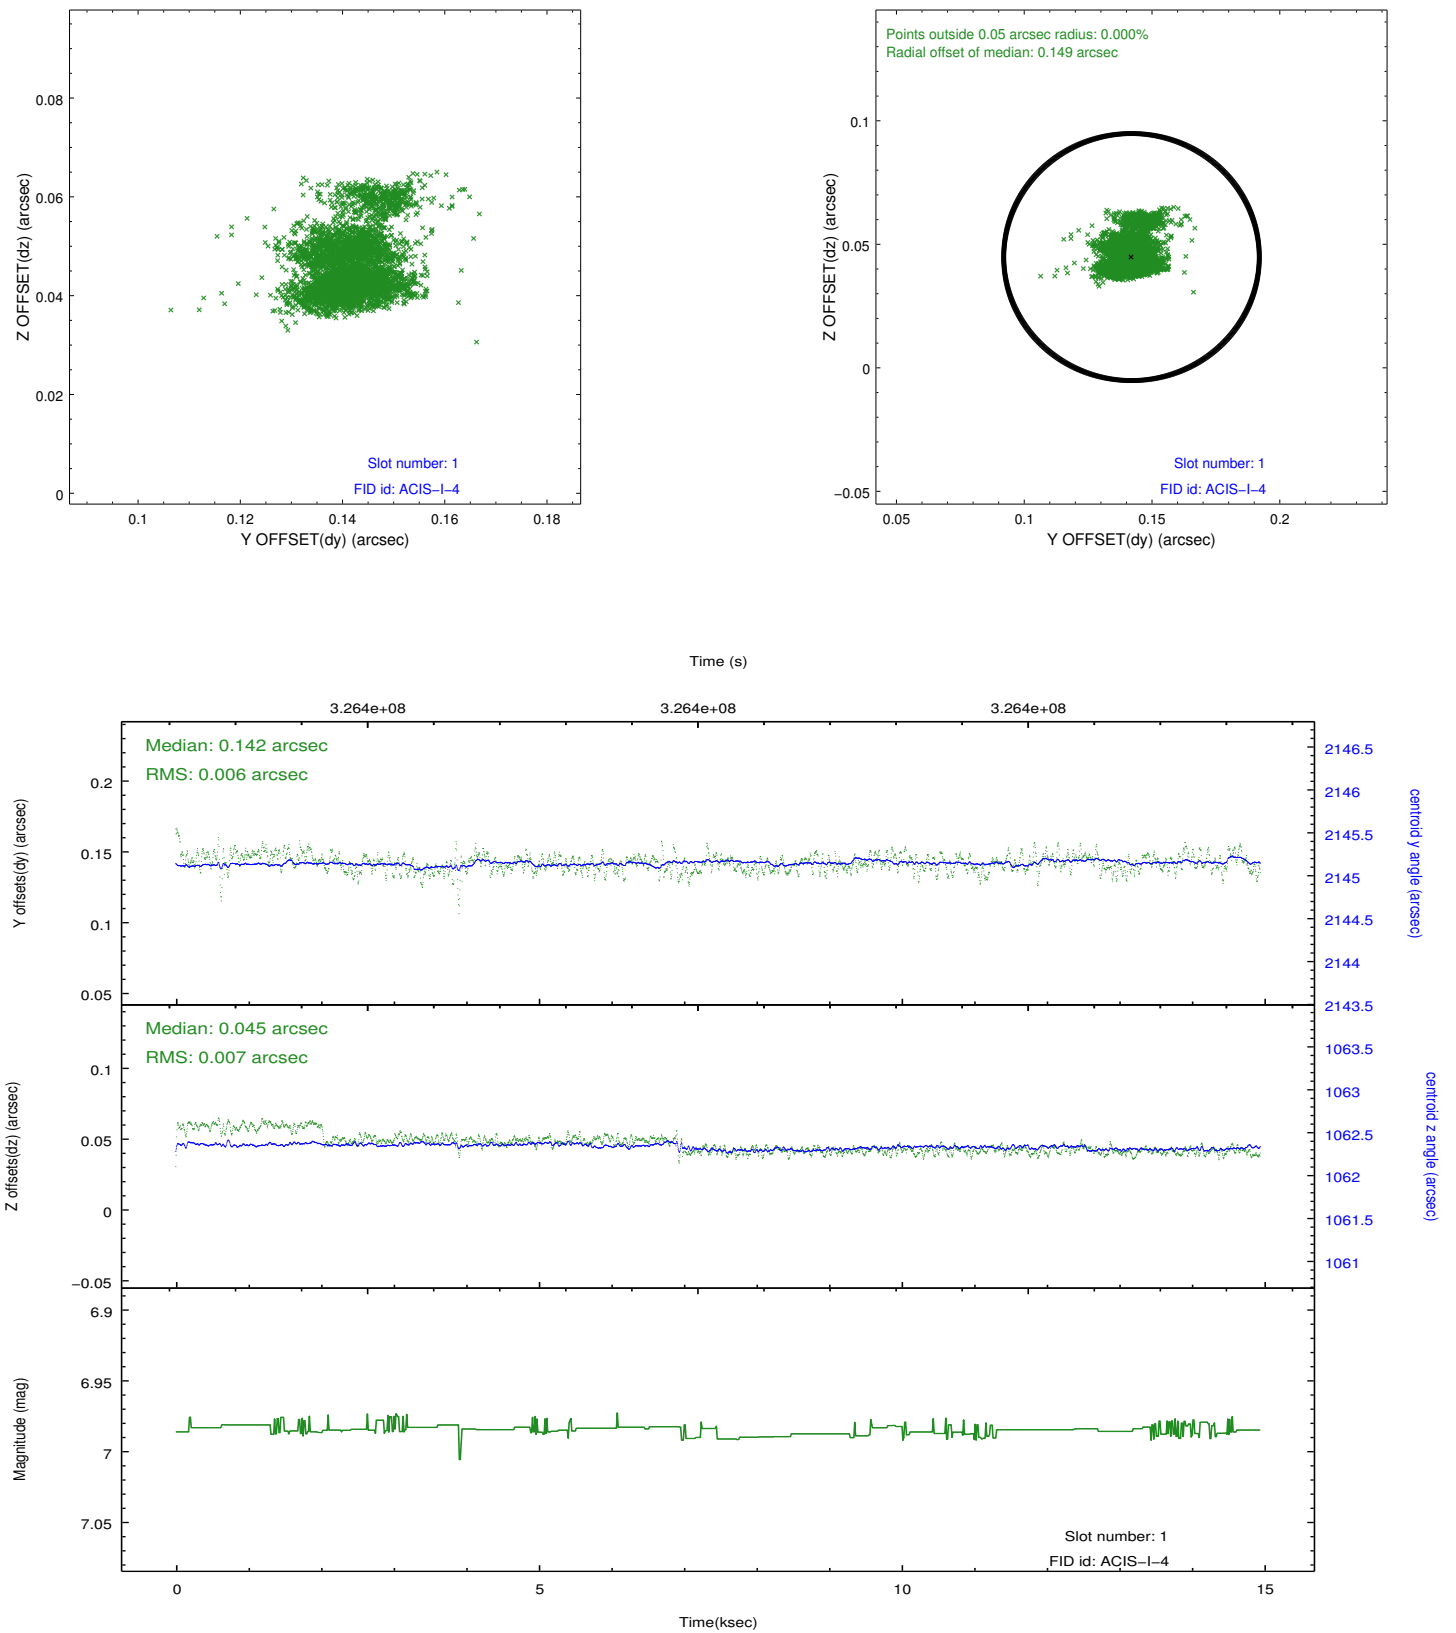 0.08
0.06
0.04
0.02
0
Z OFFSET(dz) (arcsec)
Slot number: 1
FID id: ACIS−I−4
0.1 0.12 0.14 0.16 0.18
Y OFFSET(dy) (arcsec)
Points outside 0.05 arcsec radius: 0.000%
Radial offset of median: 0.149 arcsec
0.1
0.05
0
−0.05
Z OFFSET(dz) (arcsec)
Slot number: 1
FID id: ACIS−I−4
0.05 0.1 0.15 0.2
Y OFFSET(dy) (arcsec)
Time (s)
3.264e+08 3.264e+08 3.264e+08
Median: 0.142 arcsec
RMS: 0.006 arcsec
0.2
0.15
0.1
0.05
Y offsets(dy) (arcsec)
2146.5
2146
2145.5
2145
2144.5
2144
2143.5
centroid y angle (arcsec)
Median: 0.045 arcsec
RMS: 0.007 arcsec
0.1
0.05
0
−0.05
Z offsets(dz) (arcsec)
1063.5
1063
1062.5
1062
1061.5
1061
centroid z angle (arcsec)
6.9
6.95
7
7.05
Magnitude (mag)
Slot number: 1
FID id: ACIS−I−4
0 5 10 15
Time(ksec)